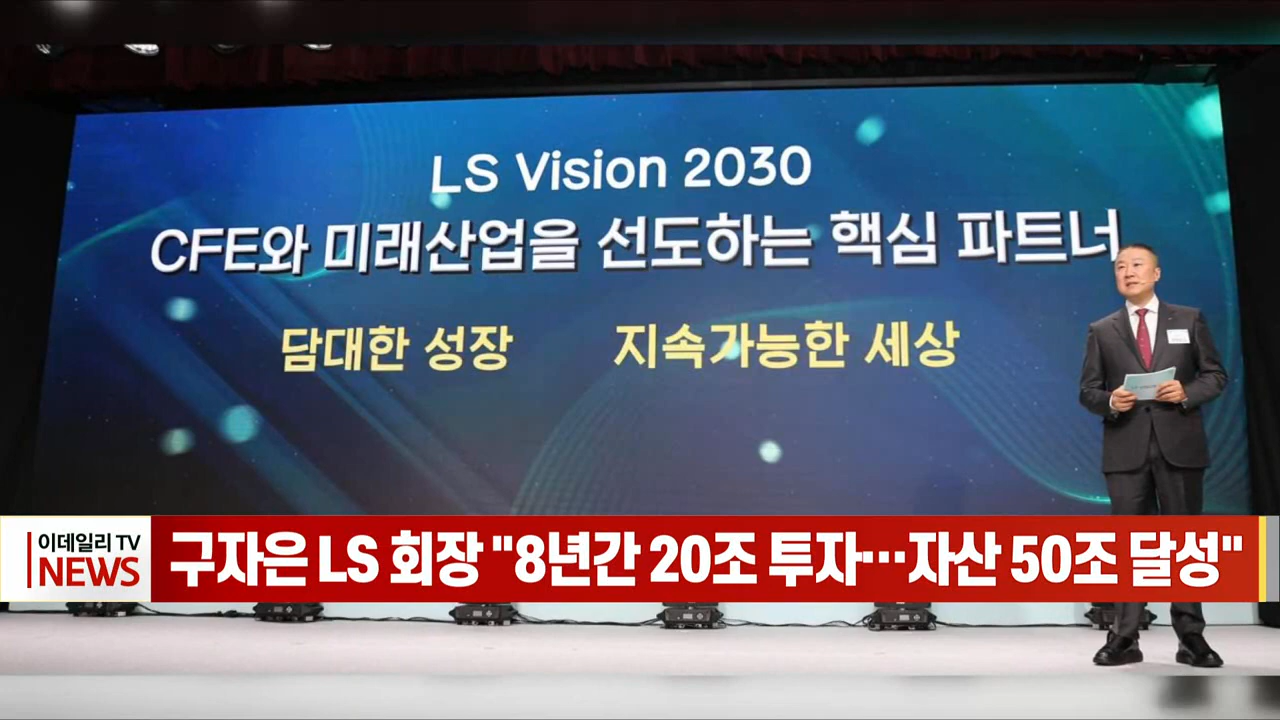 LS Vision 2030
CFE와 미래산업을 선도하는 핵심 파트너
담대한 성장 지속가능한 세상
이데일리 TV
NEWS
구자은 LS 회장 "8년간 20조 투자…자산 50조 달성"